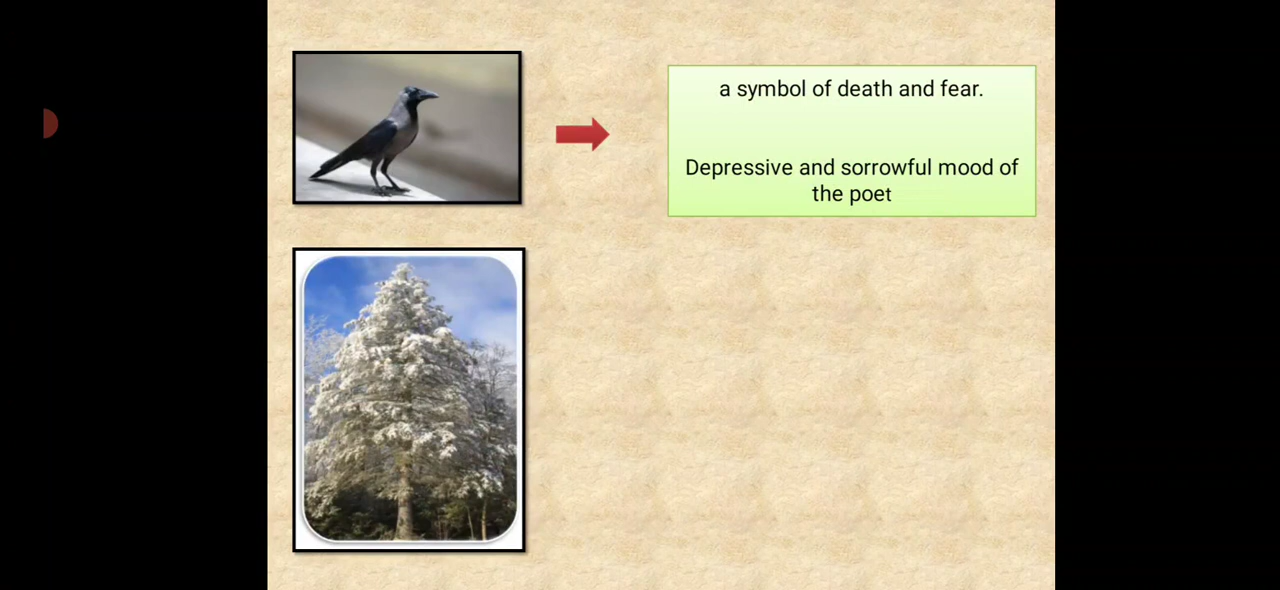 a symbol of death and fear.
Depressive and sorrowful mood of
the poet